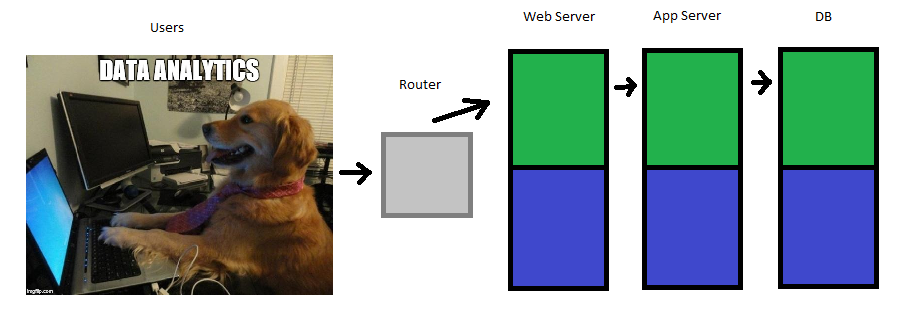 Users
Router
Web Server
App Server
DB
DATA ANALYTICS
Imgflip.com